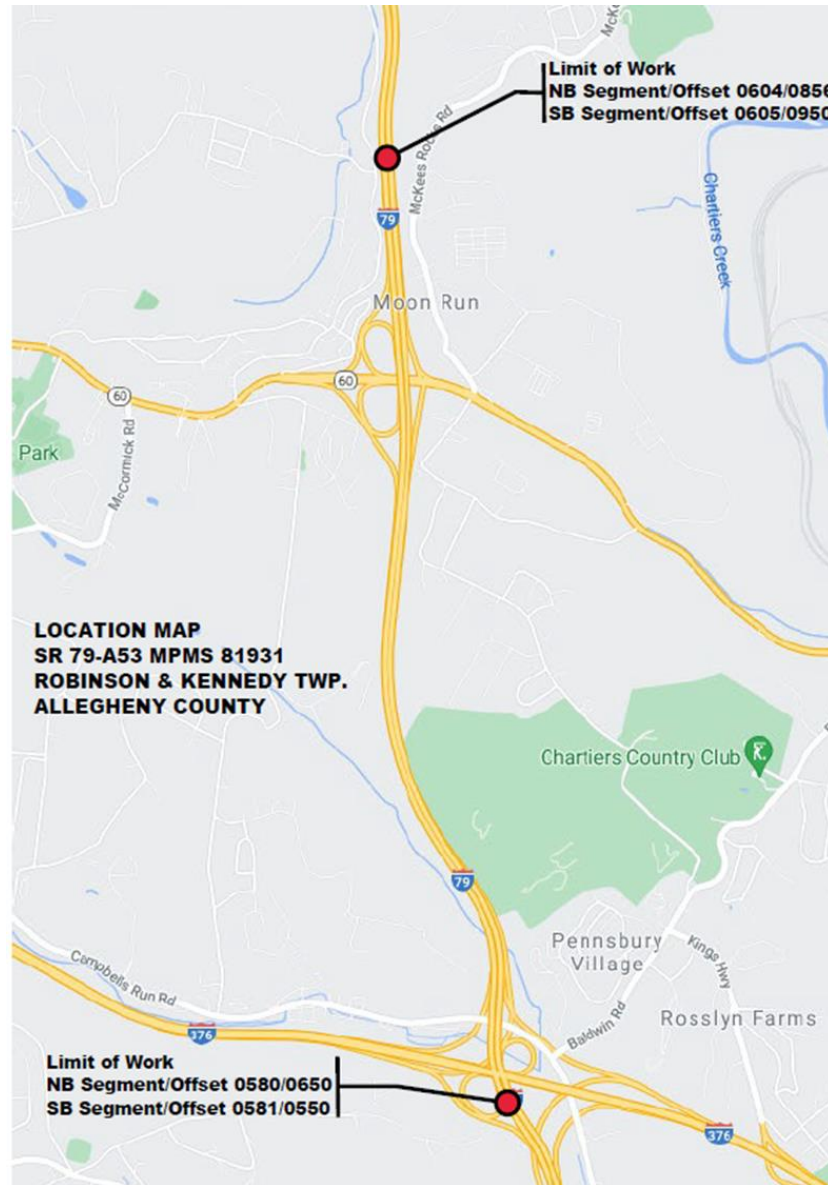 McKe
Limit of Work
NB Segment/Offset 0604/0856
SB Segment/Offset 0605/0950
McKees Rocks Rd
Chartiers Creek
79
Moon Run
60
60
McCormick Rd
Park
LOCATION MAP
SR 79-A53 MPMS 81931
ROBINSON & KENNEDY TWP.
ALLEGHENY COUNTY
Chartiers Country Club
79
Pennsbury
Village
Kings Hwy
Campbells Run Rd
Rosslyn Farms
Baldwin Rd
376
Limit of Work
NB Segment/Offset 0580/0650
SB Segment/Offset 0581/0550
376